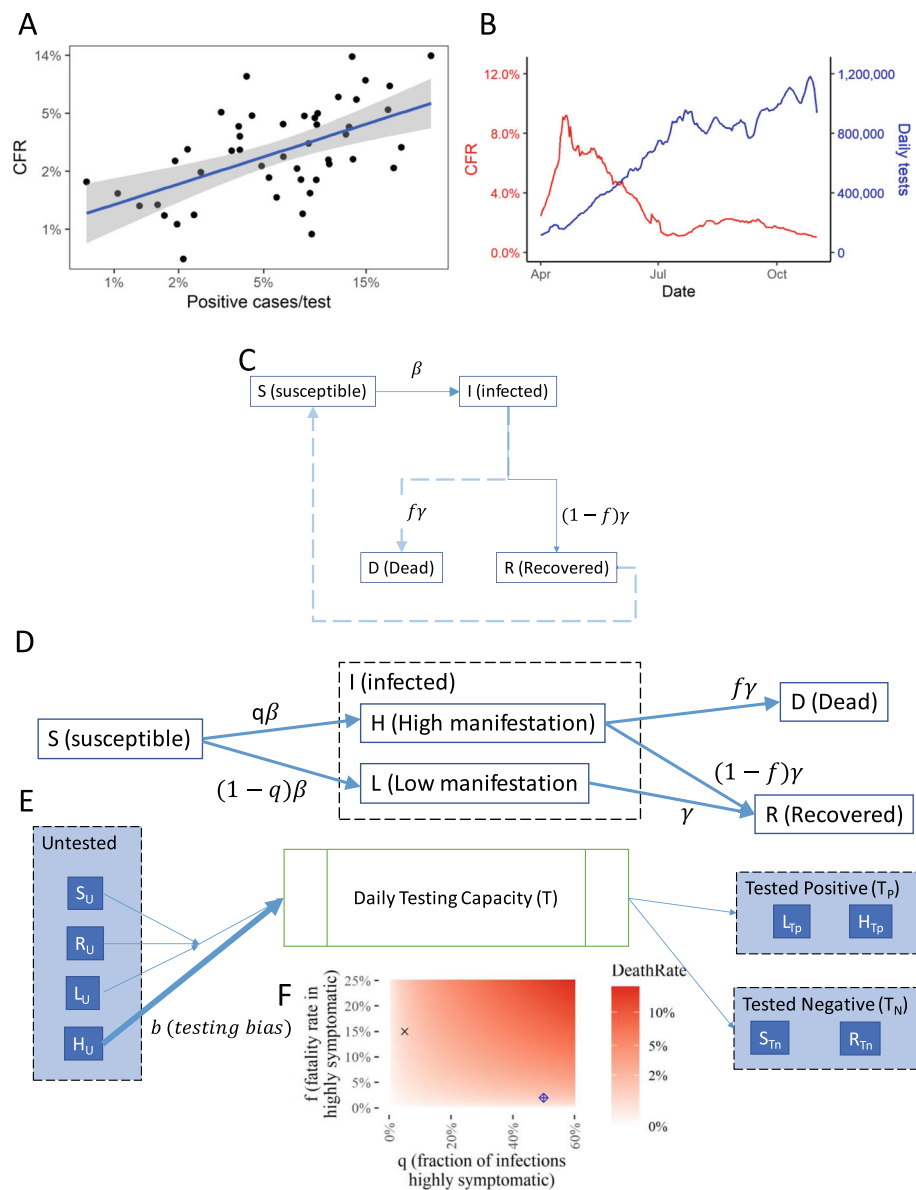 A
14%
5%
2%
1%
CFR
1%
2%
5%
15%
Positive cases/test
B
12.0%
8.0%
4.0%
0.0%
CFR
1,200,000
800,000
400,000
0
Daily tests
Apr
Jul
Oct
Date
C
S (susceptible)
β
I (infected)
fγ
(1 − f)γ
D (Dead)
R (Recovered)
D
I (infected)
S (susceptible)
qβ
(1 − q)β
H (High manifestation)
L (Low manifestation
fγ
(1 − f)γ
γ
D (Dead)
R (Recovered)
E
Untested
S_U
R_U
L_U
H_U
b (testing bias)
Daily Testing Capacity (T)
Tested Positive (T_P)
L_Tp
H_Tp
Tested Negative (T_N)
S_Tn
R_Tn
F
25%
20%
15%
10%
5%
0%
f (fatality rate in
highly symptomatic)
0%
20%
40%
60%
q (fraction of infections
highly symptomatic)
DeathRate
10%
5%
2%
0%